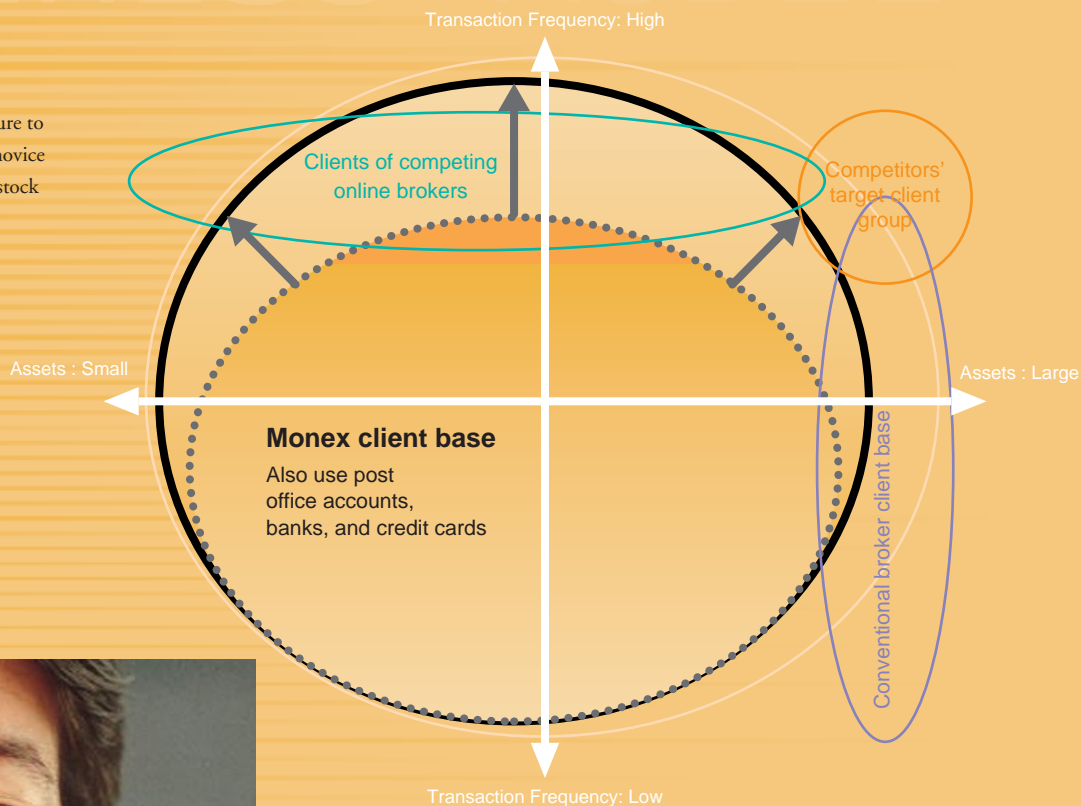 Transaction Frequency: High
ure to
novice
stock
Clients of competing
online brokers
Competitors'
target client
group
Assets : Small
Assets : Large
Monex client base
Also use post
office accounts,
banks, and credit cards
Conventional broker client base
Transaction Frequency: Low